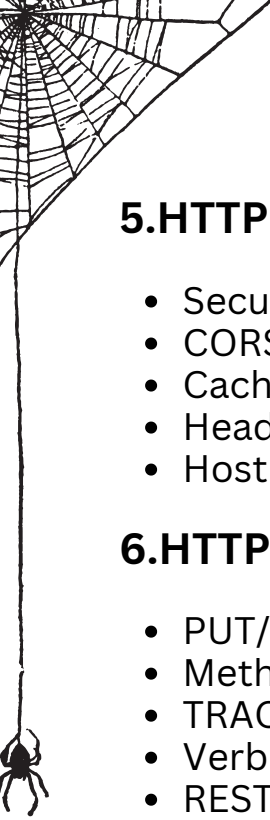 5.HTTP
Secu
CORS
Cach
Head
Host
6.HTTP
PUT/
Meth
TRAC
Verb
REST